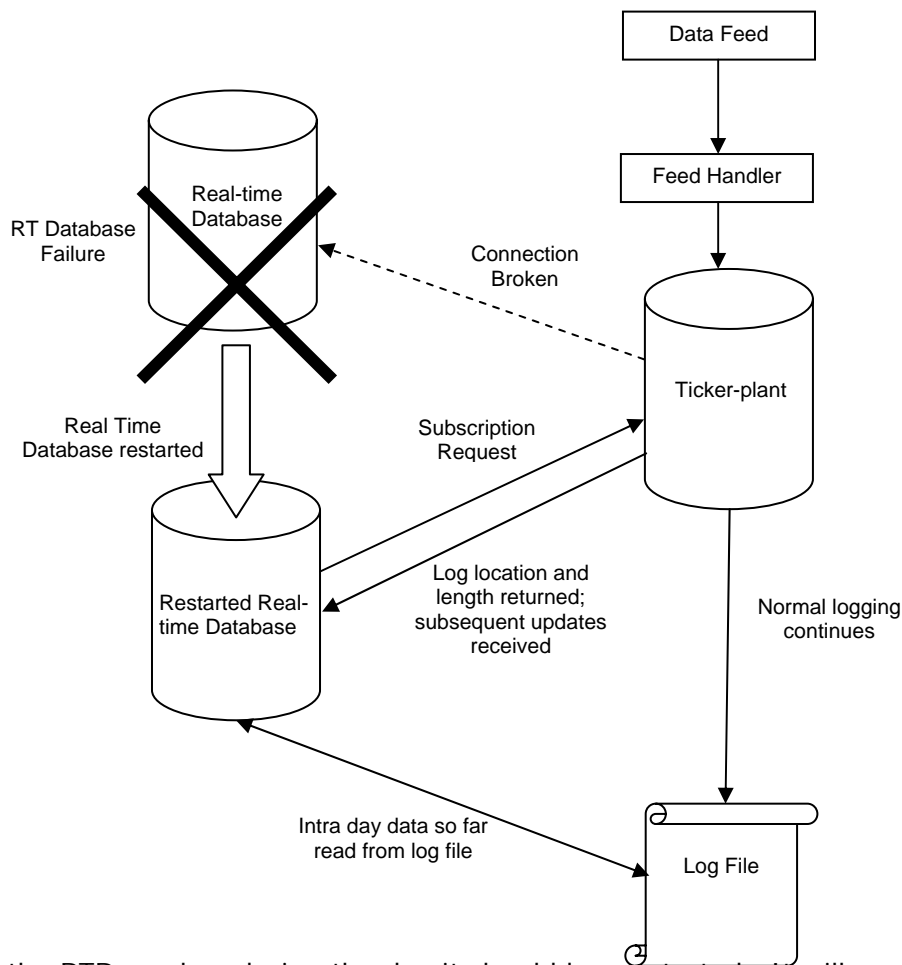 Data Feed
Feed Handler
Real-time
Database
RT Database
Failure
Connection
Broken
Ticker-plant
Real Time
Database restarted
Subscription
Request
Restarted Real-
time Database
Log location and
length returned;
subsequent updates
received
Normal logging
continues
Intra day data so far
read from log file
Log File